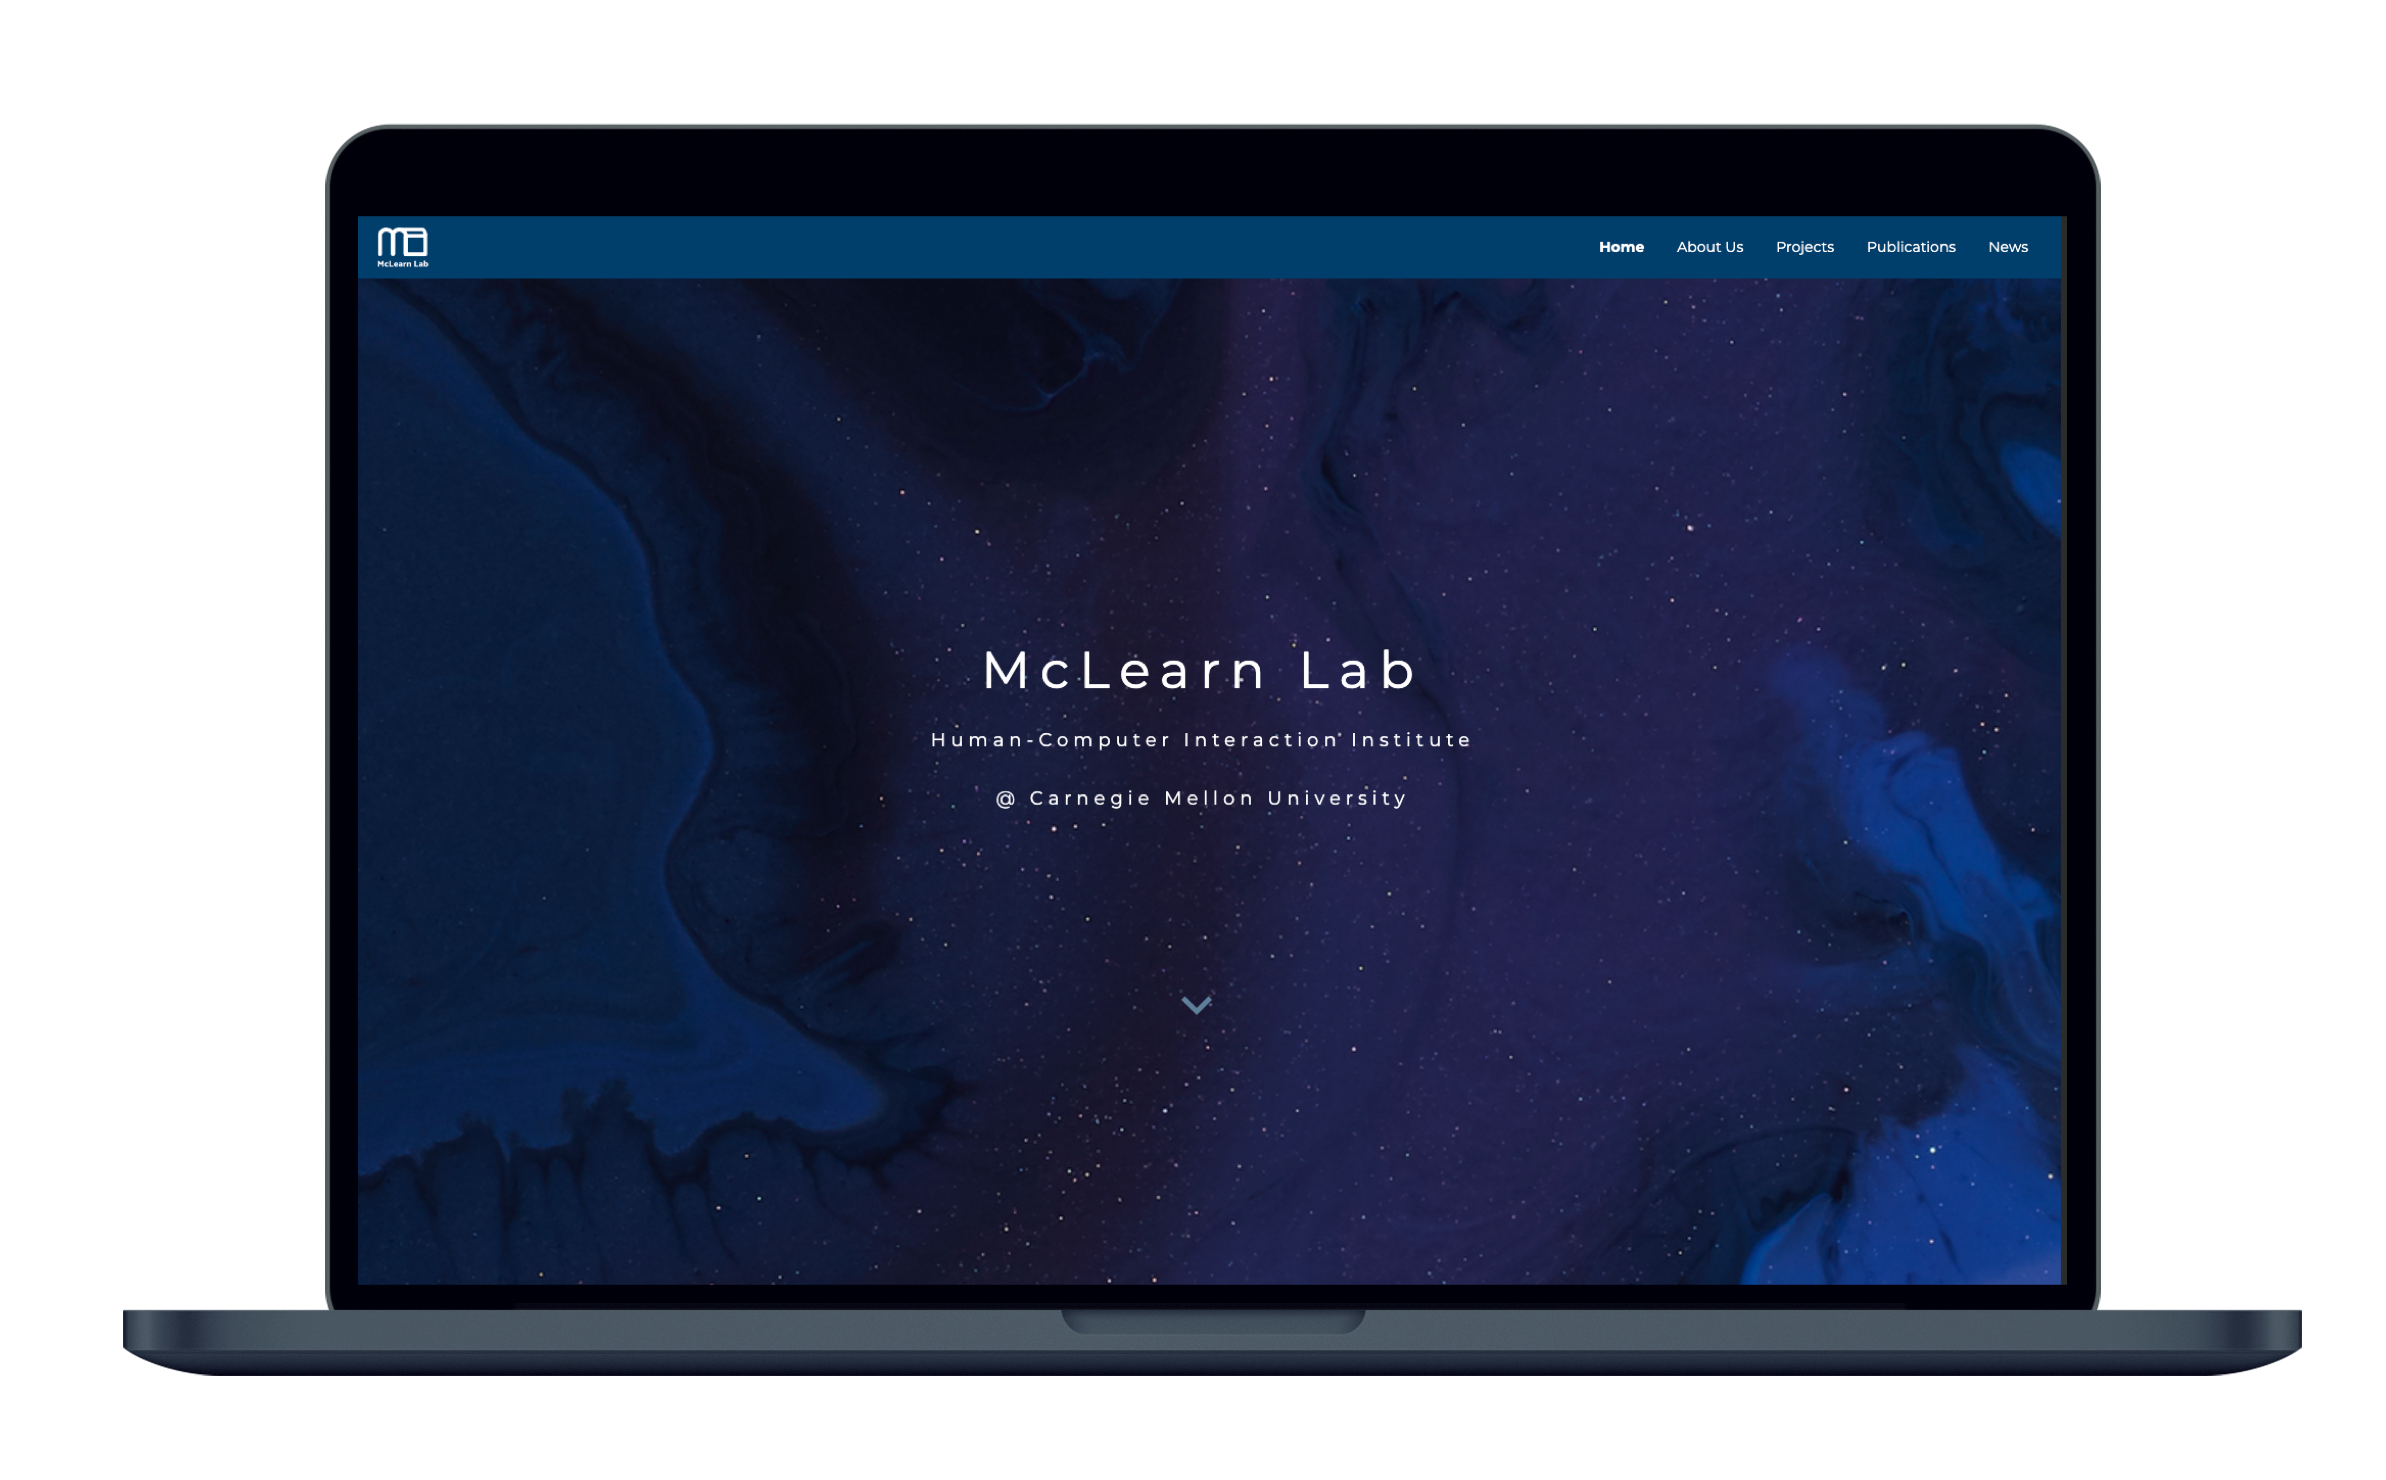 McLearn Lab
Home About Us Projects Publications News
McLearn Lab
Human-Computer Interaction Institute
@ Carnegie Mellon University